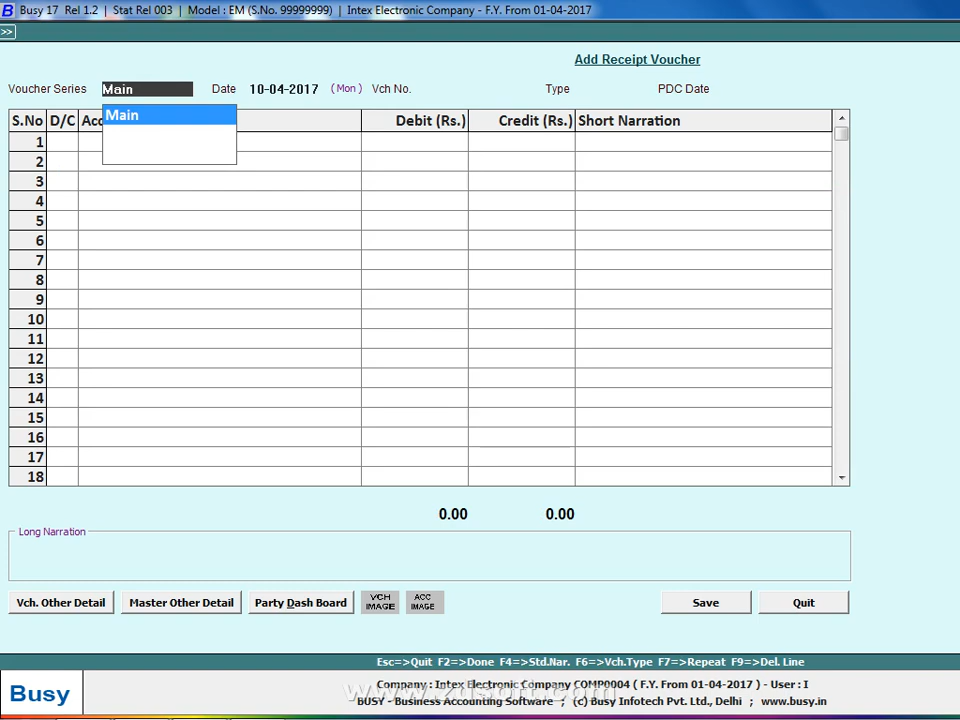 B Busy 17 Rel 1.2 | Stat Rel 003 | Model : EM (S.No. 99999999) | Intex Electronic Company - F.Y. From 01-04-2017
>>
Add Receipt Voucher
Voucher Series Main Date 10-04-2017 (Mon) Vch No. Type PDC Date
Main
S.No D/C Acc Debit (Rs.) Credit (Rs.) Short Narration
1
2
3
4
5
6
7
8
9
10
11
12
13
14
15
16
17
18
0.00 0.00
Long Narration
Vch. Other Detail Master Other Detail Party Dash Board VCH IMAGE ACC IMAGE Save Quit
Esc=>Quit F2=>Done F4=>Std.Nar. F6=>Vch.Type F7=>Repeat F9=>Del. Line
Busy
Company : Intex Electronic Company COMP0004 ( F.Y. From 01-04-2017 ) - User : I
www.zdsoft.com
BUSY - Business Accounting Software ; (c) Busy Infotech Pvt. Ltd., Delhi ; www.busy.in